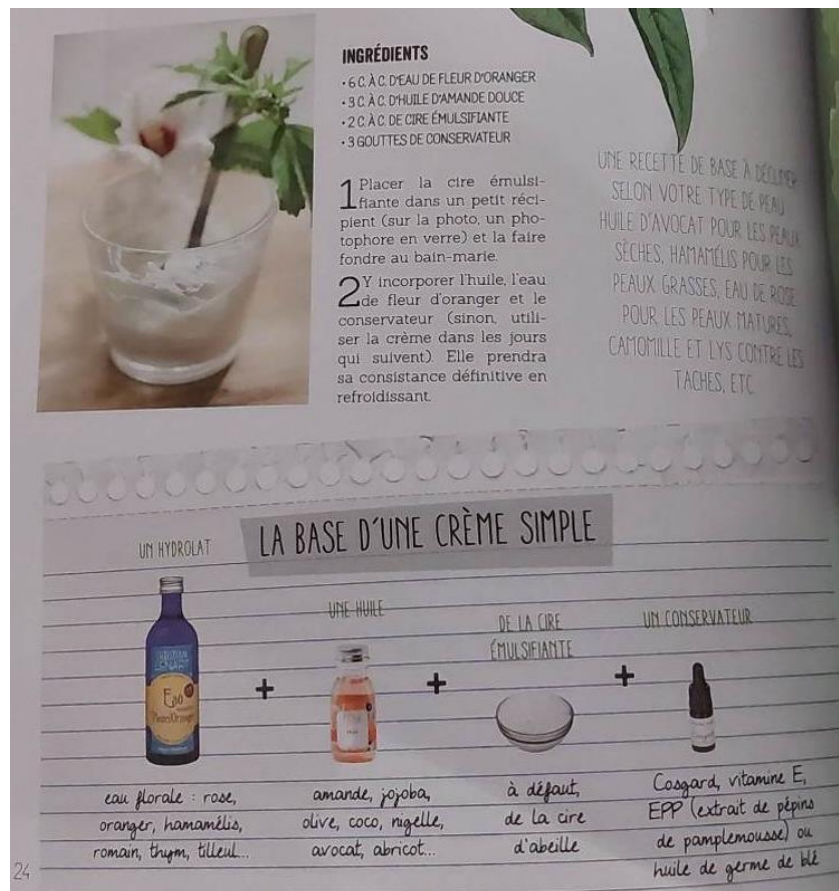 INGRÉDIENTS
• 6 C. À C. D'EAU DE FLEUR D'ORANGER
• 3 C. À C. D'HUILE D'AMANDE DOUCE
• 2 C. À C. DE CIRE ÉMULSIFIANTE
• 3 GOUTTES DE CONSERVATEUR
1 Placer la cire émulsi-
fiante dans un petit réci-
pient (sur la photo, un pho-
tophore en verre) et la faire
fondre au bain-marie.
2 Y incorporer l'huile, l'eau
de fleur d'oranger et le
conservateur (sinon, utili-
ser la crème dans les jours
qui suivent). Elle prendra
sa consistance définitive en
refroidissant.
UNE RECETTE DE BASE À DÉCLINER
SELON VOTRE TYPE DE PEAU
HUILE D'AVOCAT POUR LES PEAUX
SÈCHES, HAMAMÉLIS POUR LES
PEAUX GRASSES, EAU DE ROSE
POUR LES PEAUX MATURES,
CAMOMILLE ET LYS CONTRE LES
TACHES, ETC
LA BASE D'UNE CRÈME SIMPLE
UN HYDROLAT
UNE HUILE
DE LA CIRE
ÉMULSIFIANTE
UN CONSERVATEUR
Eau
+
+
+
eau florale : rose,
oranger, hamamélis,
romain, thym, tilleul...
amande, jojoba,
olive, coco, nigelle,
avocat, abricot...
à défaut,
de la cire
d'abeille
Cosgard, vitamine E,
EPP (extrait de pépins
de pamplemousse) ou
huile de germe de blé
24